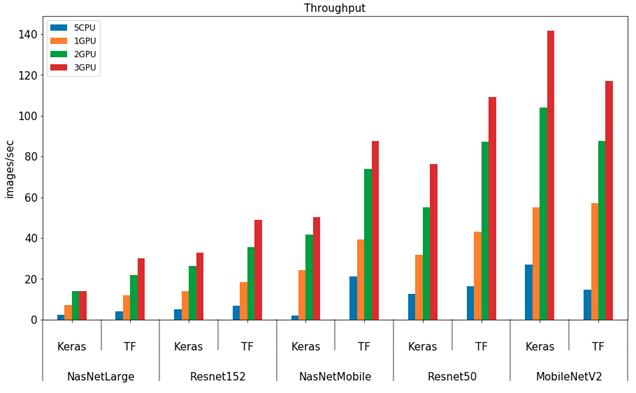 Throughput
5CPU
1GPU
2GPU
3GPU
images/sec
140
120
100
80
60
40
20
0
Keras TF Keras TF Keras TF Keras TF Keras TF
NasNetLarge Resnet152 NasNetMobile Resnet50 MobileNetV2